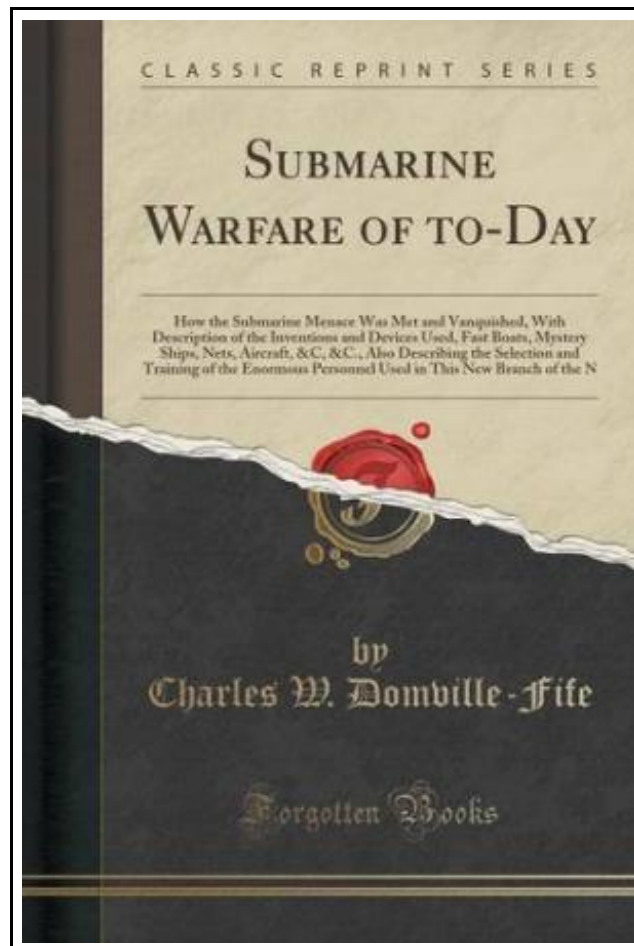 CLASSIC REPRINT SERIES
SUBMARINE
WARFARE OF TO-DAY
How the Submarine Menace Was Met and Vanquished, With
Description of the Inventions and Devices Used, Fast Boats, Mystery
Ships, Nets, Aircraft, &C, &C., Also Describing the Selection and
Training of the Enormous Personnel Used in This New Branch of the N
by
Charles W. Domville-Fife
Forgotten Books